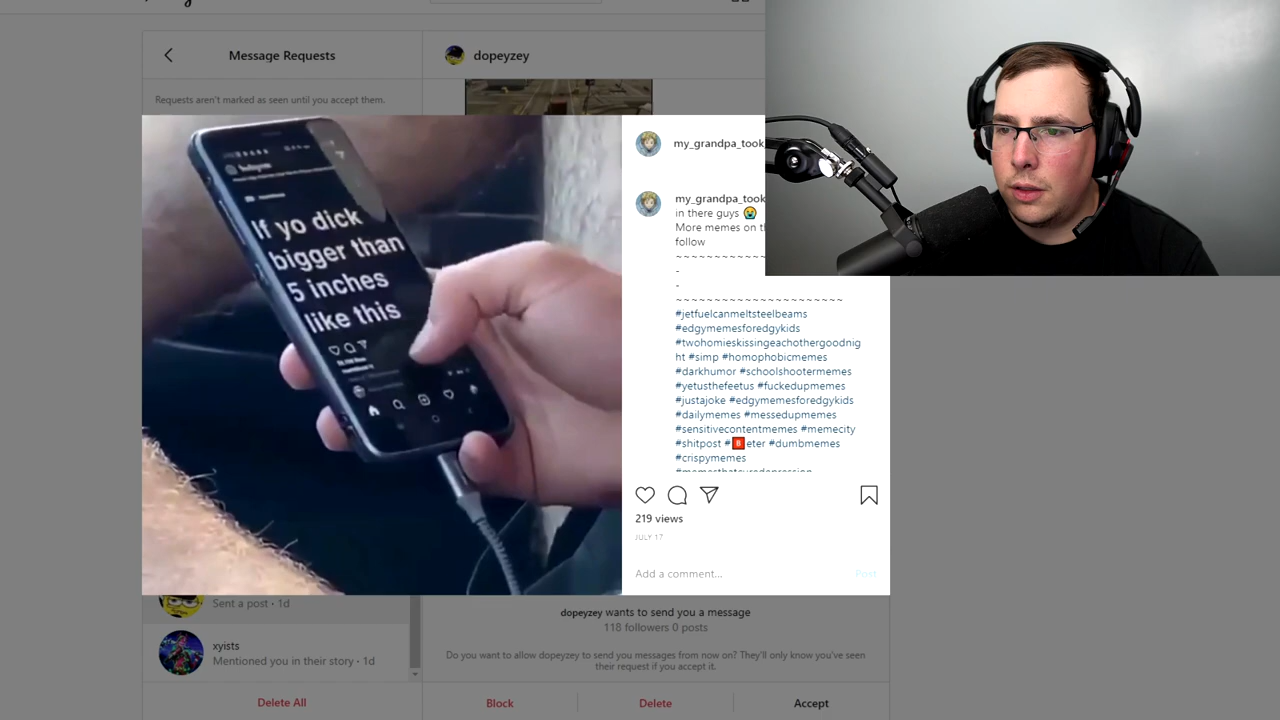 Message Requests
dopeyzey
Requests aren't marked as seen until you accept them.
If yo dick
bigger than
5 inches
like this
my_grandpa_took
my_grandpa_took
in there guys 😭
More memes on th
follow
~~~~~~~~~~~~~
-
-
~~~~~~~~~~~~~~~~~~~~~~
#jetfuelcanmeltsteelbeams
#edgymemesforedgykids
#twohomieskissingeachothergoodnig
ht #simp #homophobicmemes
#darkhumor #schoolshootermemes
#yetusthefeetus #fuckedupmemes
#justajoke #edgymemesforedgykids
#dailymemes #messedupmemes
#sensitivecontentmemes #memecity
#shitpost #🅱eter #dumbmemes
#crispymemes
#memesthatcuredepression
219 views
JULY 17
Add a comment...
Post
Sent a post · 1d
xyists
Mentioned you in their story · 1d
Delete All
dopeyzey wants to send you a message
118 followers 0 posts
Do you want to allow dopeyzey to send you messages from now on? They'll only know you've seen
their request if you accept it.
Block
Delete
Accept